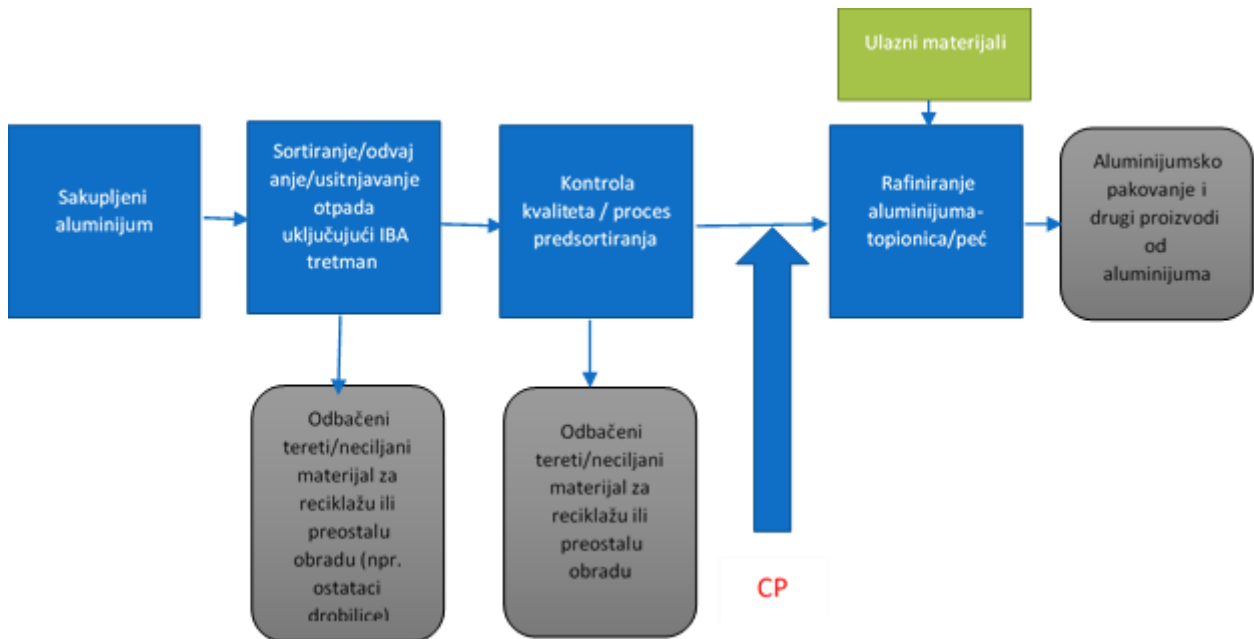 Ulazni materijali
Sakupljeni
aluminijum
Sortiranje/odvaj
anje/usitnjavanje
otpada
uključujući IBA
tretman
Kontrola
kvaliteta / proces
predsortiranja
Rafiniranje
aluminijuma-
topionica/peć
Aluminijumsko
pakovanje i
drugi proizvodi
od
aluminijuma
Odbačeni
tereti/neciljani
materijal za
reciklažu ili
preostalu
obradu (npr.
ostataci
drobilice)
Odbačeni
tereti/neciljani
materijal za
reciklažu ili
preostalu
obradu
CP